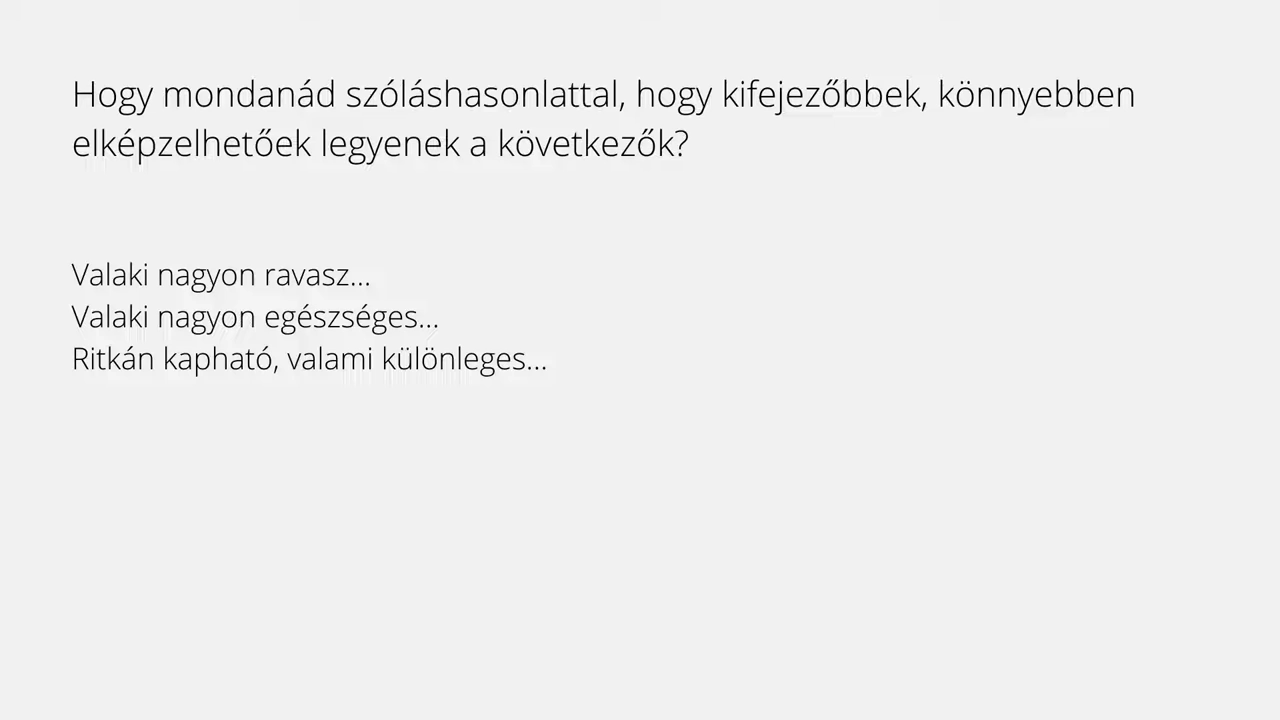 Hogy mondanád szóláshasonlattal, hogy kifejezőbbek, könnyebben
elképzelhetőek legyenek a következők?
Valaki nagyon ravasz...
Valaki nagyon egészséges...
Ritkán kapható, valami különleges...